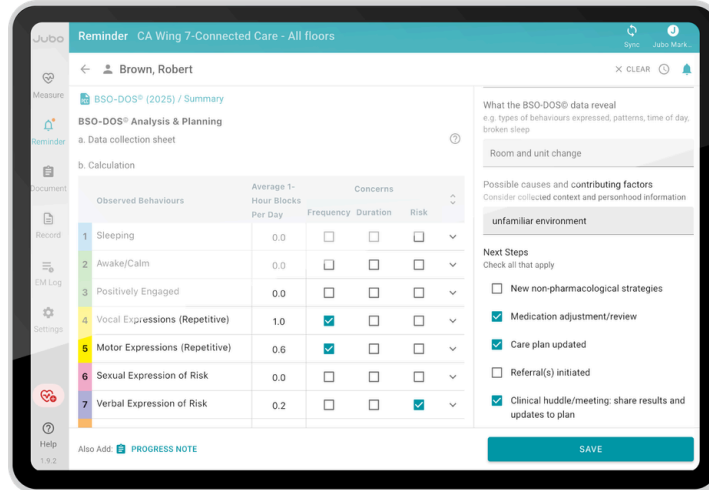 Jubo
Reminder CA Wing 7-Connected Care - All floors
Sync
J
Jubo Mark...
Brown, Robert
CLEAR
Measure
Reminder
Document
Record
EM Log
Settings
Help
1.9.2
BSO-DOS© (2025) / Summary
BSO-DOS© Analysis & Planning
a. Data collection sheet
b. Calculation
Observed Behaviours
Average 1-
Hour Blocks
Per Day
Concerns
Frequency Duration Risk
1 Sleeping 0.0
2 Awake/Calm 0.0
3 Positively Engaged 0.0
4 Vocal Expressions (Repetitive) 1.0
5 Motor Expressions (Repetitive) 0.6
6 Sexual Expression of Risk 0.0
7 Verbal Expression of Risk 0.2
Also Add: PROGRESS NOTE
What the BSO-DOS© data reveal
e.g. types of behaviours expressed, patterns, time of day,
broken sleep
Room and unit change
Possible causes and contributing factors
Consider collected context and personhood information
unfamiliar environment
Next Steps
Check all that apply
New non-pharmacological strategies
Medication adjustment/review
Care plan updated
Referral(s) initiated
Clinical huddle/meeting: share results and
updates to plan
SAVE